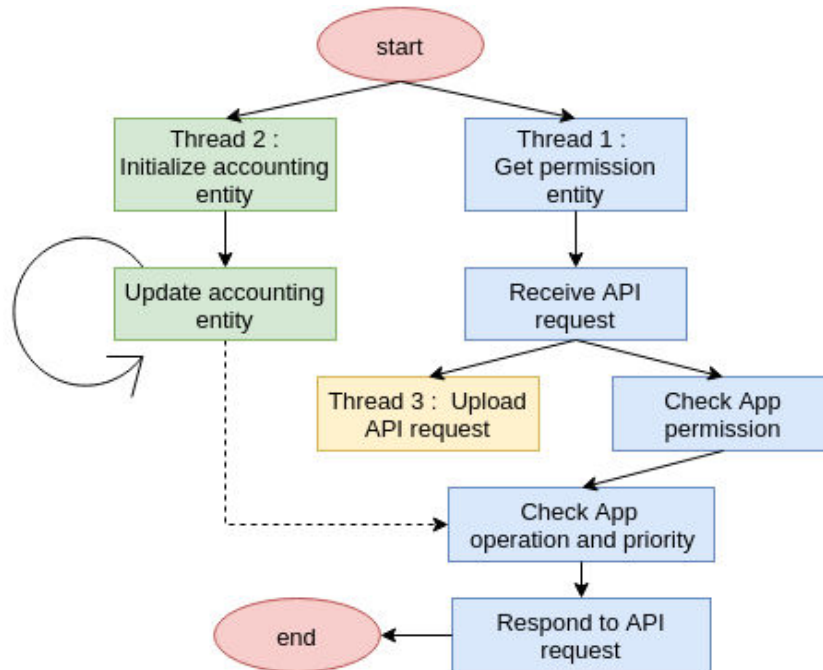 start
Thread 2 :
Initialize accounting
entity
Thread 1 :
Get permission
entity
Update accounting
entity
Receive API
request
Thread 3 :  Upload
API request
Check App
permission
Check App
operation and priority
Respond to API
request
end